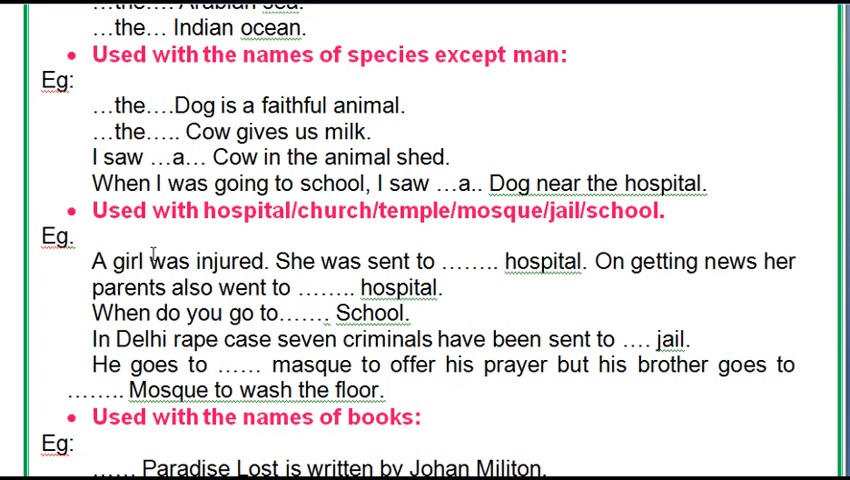 …the…. Arabian sea.
…the… Indian ocean.
• Used with the names of species except man:
Eg:
…the….Dog is a faithful animal.
…the….. Cow gives us milk.
I saw …a… Cow in the animal shed.
When I was going to school, I saw …a.. Dog near the hospital.
• Used with hospital/church/temple/mosque/jail/school.
Eg.
A girl was injured. She was sent to …….. hospital. On getting news her
parents also went to …….. hospital.
When do you go to……. School.
In Delhi rape case seven criminals have been sent to …. jail.
He goes to …… masque to offer his prayer but his brother goes to
…….. Mosque to wash the floor.
• Used with the names of books:
Eg:
…… Paradise Lost is written by Johan Militon.